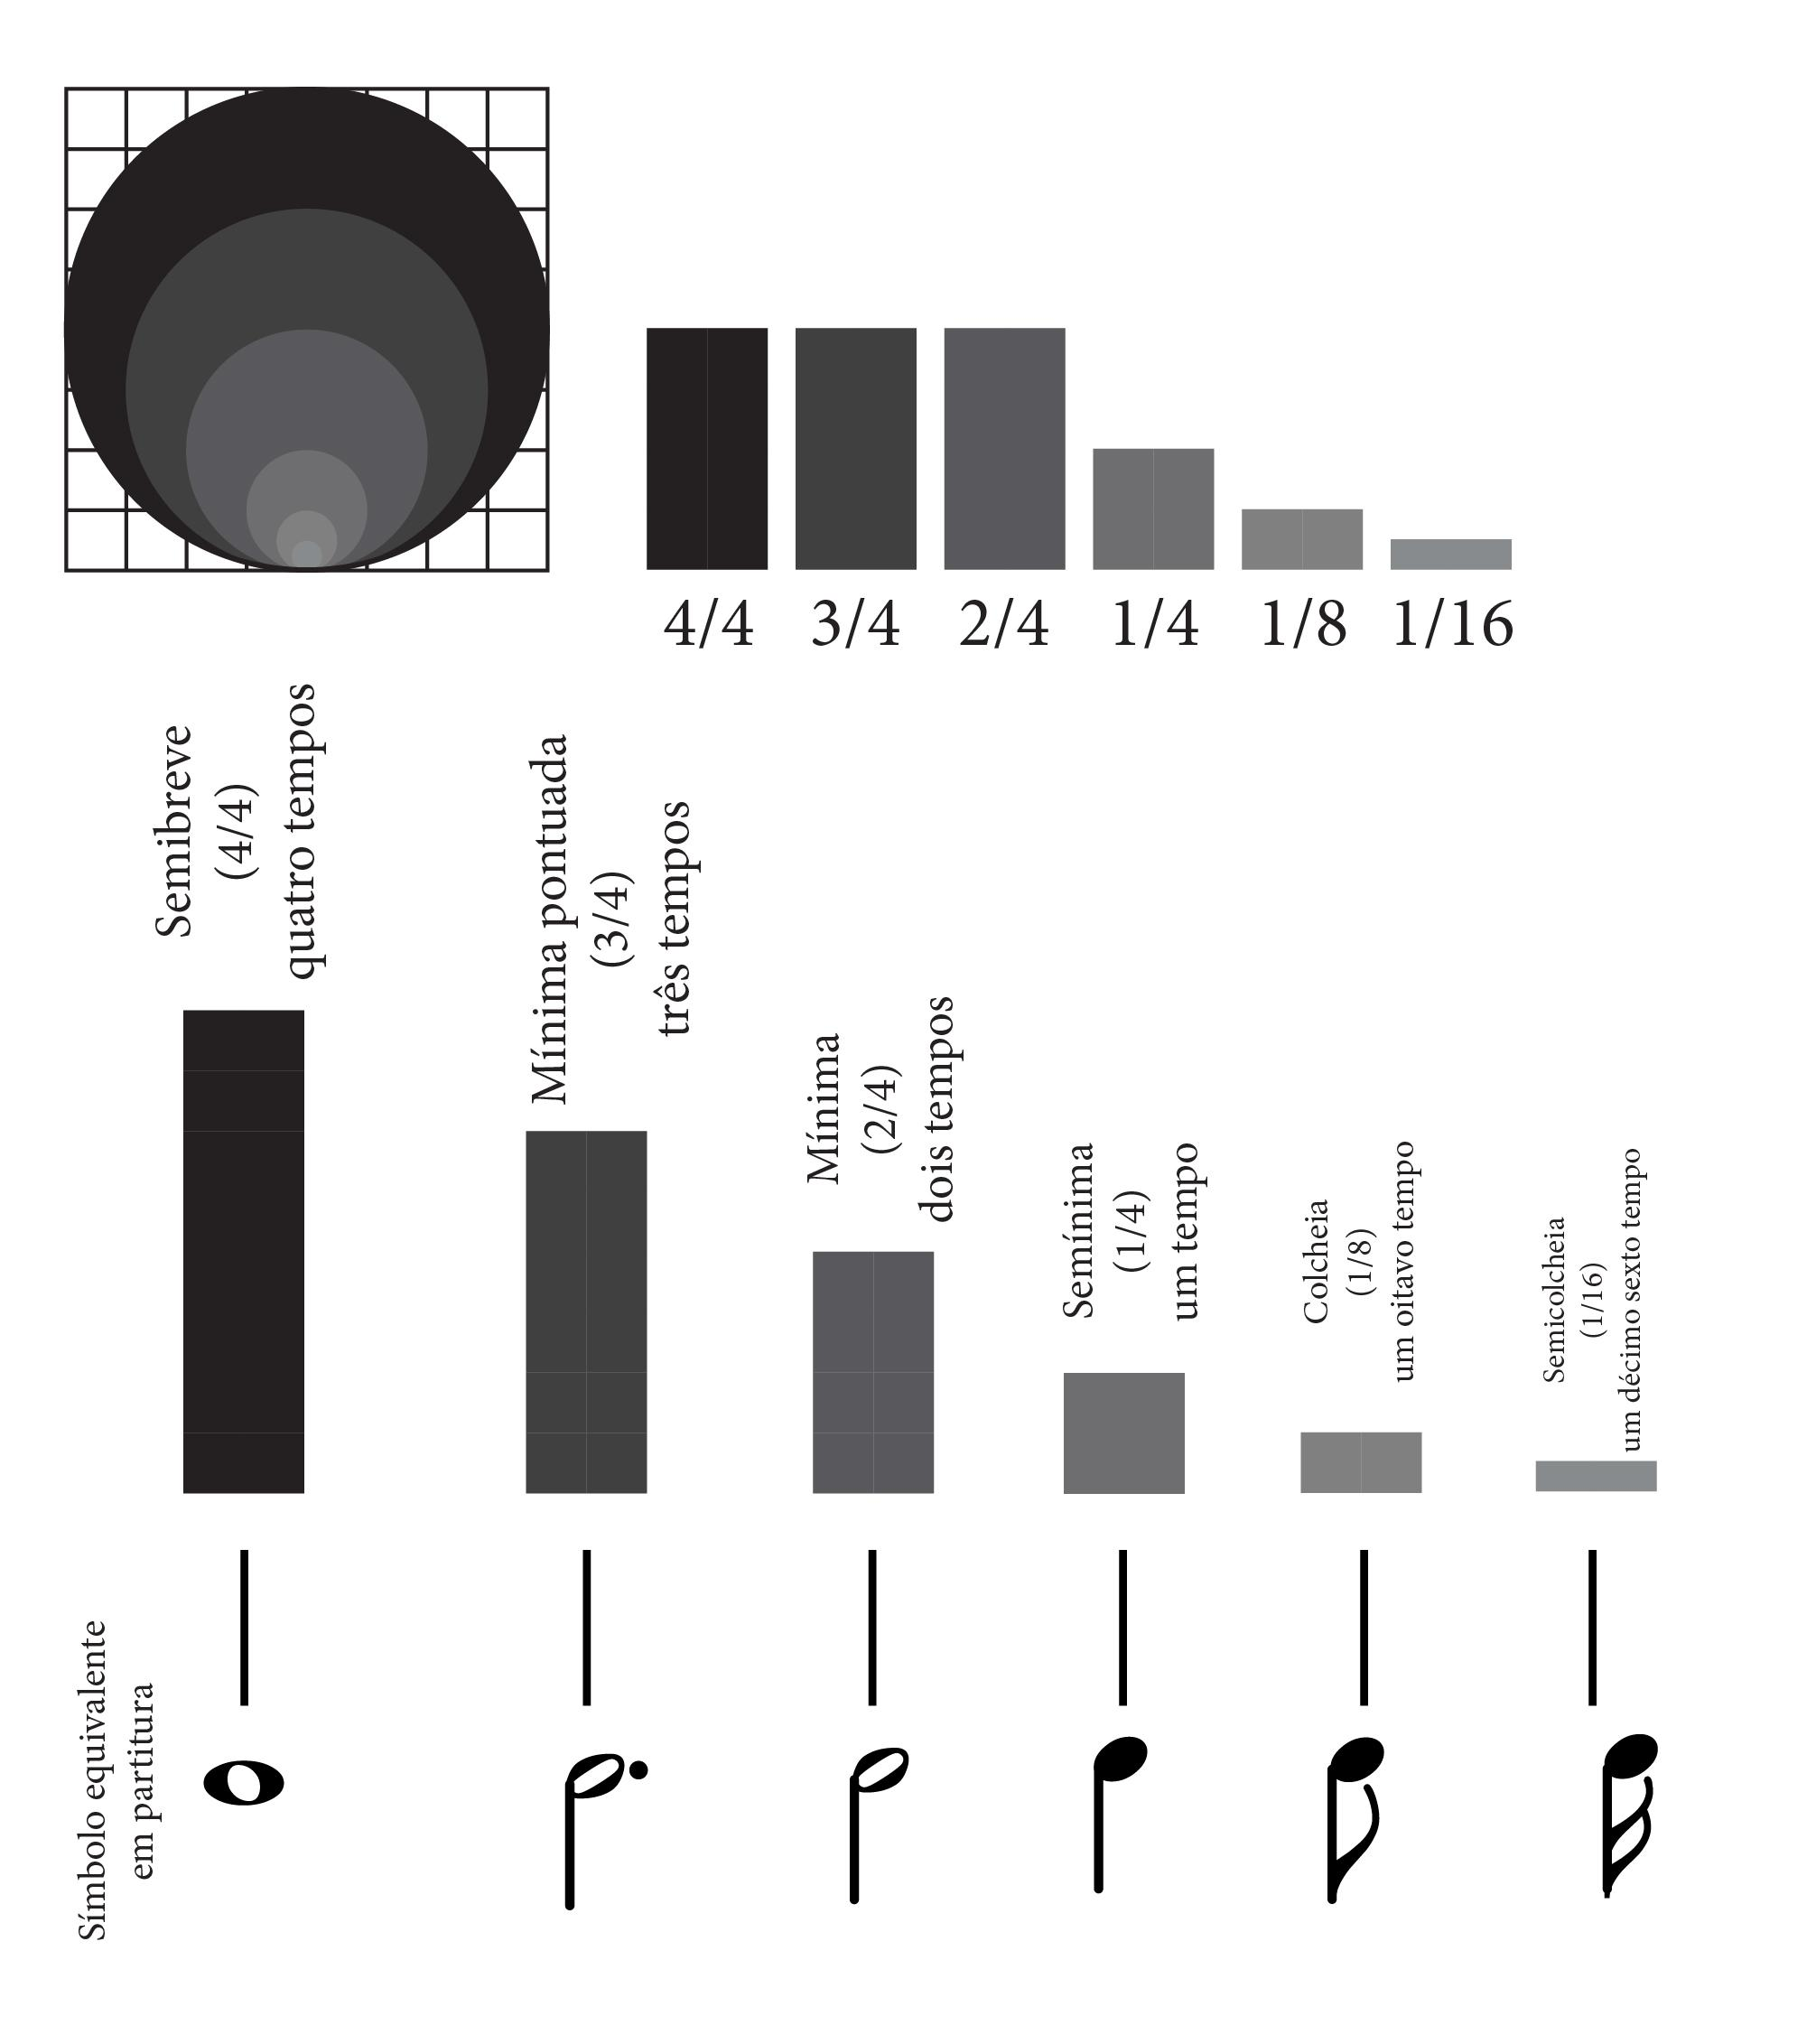 4/4
3/4
2/4
1/4
1/8
1/16
Semibreve
(4/4)
quatro tempos
Mínima pontuada
(3/4)
três tempos
Mínima
(2/4)
dois tempos
Semínima
(1/4)
um tempo
Colcheia
(1/8)
um oitavo tempo
Semicolcheia
(1/16)
um décimo sexto tempo
Símbolo equivalente
em partitura